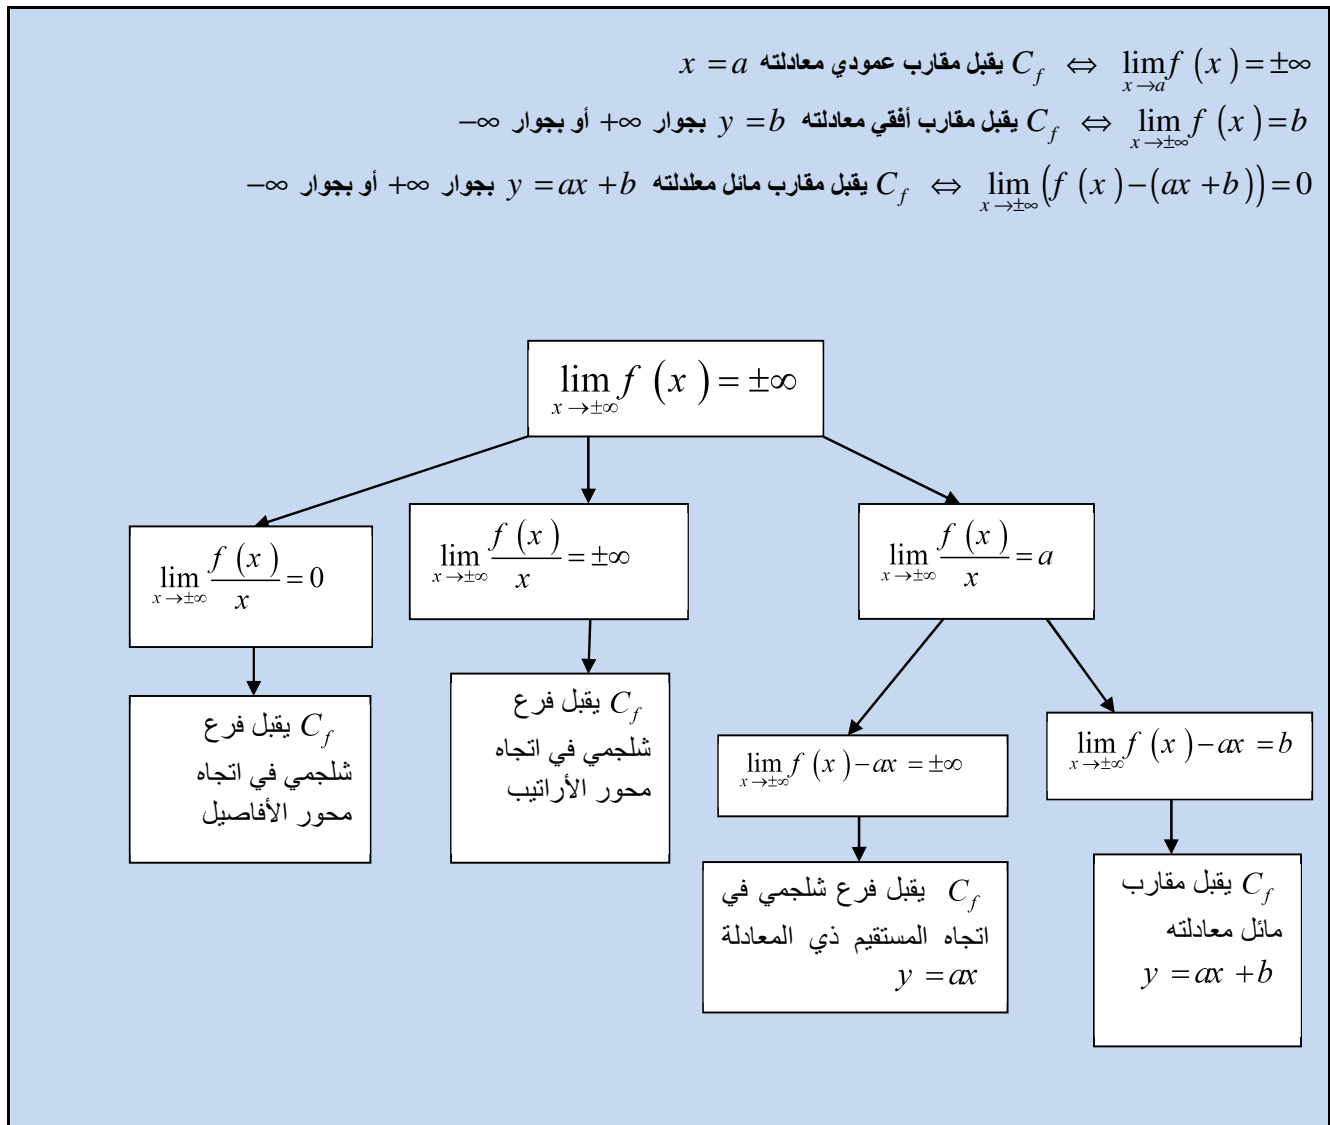 lim_{x→a} f(x) = ±∞ ⇔ C_f يقبل مقارب عمودي معادلته x = a
lim_{x→±∞} f(x) = b ⇔ C_f يقبل مقارب أفقي معادلته y = b بجوار +∞ أو بجوار −∞
lim_{x→±∞} (f(x) − (ax + b)) = 0 ⇔ C_f يقبل مقارب مائل معلدلته y = ax + b بجوار +∞ أو بجوار −∞
lim_{x→±∞} f(x) = ±∞
lim_{x→±∞} f(x)/x = a
lim_{x→±∞} f(x)/x = ±∞
lim_{x→±∞} f(x)/x = 0
lim_{x→±∞} f(x) − ax = b
lim_{x→±∞} f(x) − ax = ±∞
C_f يقبل مقارب
مائل معادلته
y = ax + b
C_f يقبل فرع شلجمي في
اتجاه المستقيم ذي المعادلة
y = ax
C_f يقبل فرع
شلجمي في اتجاه
محور الأراتيب
C_f يقبل فرع
شلجمي في اتجاه
محور الأفاصيل